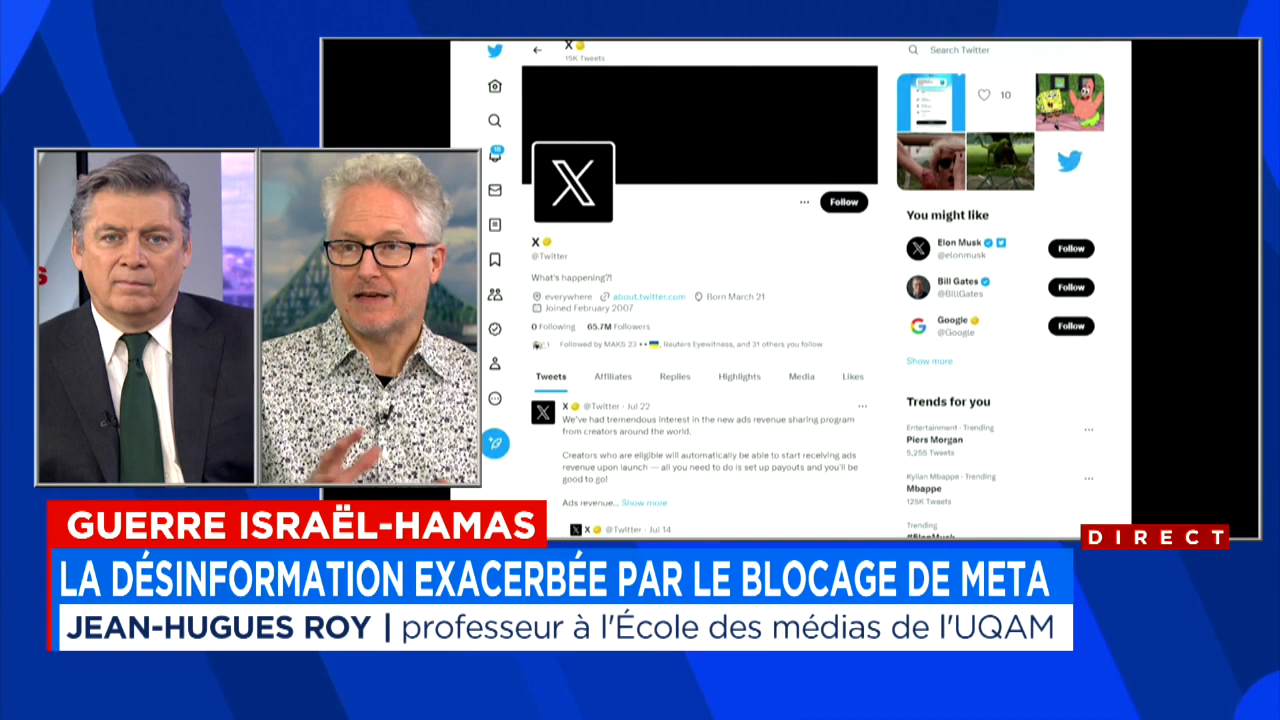 X
15K Tweets
Search Twitter
10
18
Follow
X
@Twitter
What's happening?!
everywhere about.twitter.com Born March 21
Joined February 2007
0 Following 65.7M Followers
Followed by MAKS 23, Reuters Eyewitness, and 31 others you follow
Tweets Affiliates Replies Highlights Media Likes
X @Twitter · Jul 22
We've had tremendous interest in the new ads revenue sharing program
from creators around the world.
Creators who are eligible will automatically be able to start receiving ads
revenue upon launch — all you need to do is set up payouts and you'll be
good to go!
Ads revenue... Show more
X @Twitter · Jul 14
You might like
Elon Musk
@elonmusk
Follow
Bill Gates
@BillGates
Follow
Google
@Google
Follow
Show more
Trends for you
Entertainment · Trending
Piers Morgan
5,255 Tweets
Kylian Mbappe · Trending
Mbappe
125K Tweets
Trending
#ElonMusk
S
DIRECT
GUERRE ISRAËL-HAMAS
LA DÉSINFORMATION EXACERBÉE PAR LE BLOCAGE DE META
JEAN-HUGUES ROY | professeur à l'École des médias de l'UQAM